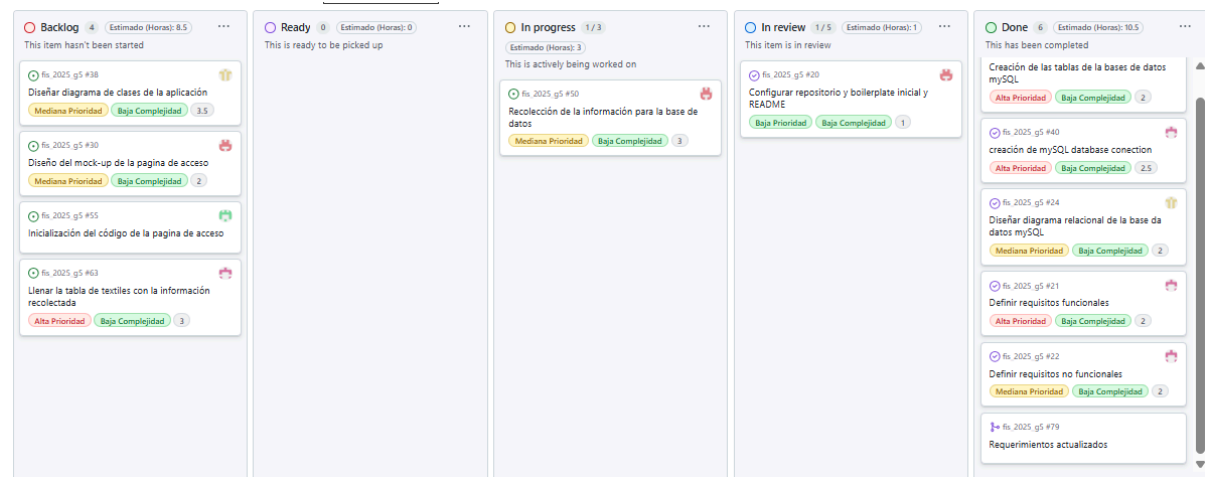 Backlog 4 Estimado (Horas): 8.5 ...
This item hasn't been started
fis_2025_g5 #38
Diseñar diagrama de clases de la aplicación
Mediana Prioridad Baja Complejidad 3.5
fis_2025_g5 #30
Diseño del mock-up de la pagina de acceso
Mediana Prioridad Baja Complejidad 2
fis_2025_g5 #55
Inicialización del código de la pagina de acceso
fis_2025_g5 #63
Llenar la tabla de textiles con la información
recolectada
Alta Prioridad Baja Complejidad 3
Ready 0 Estimado (Horas): 0 ...
This is ready to be picked up
In progress 1 / 3 ...
Estimado (Horas): 3
This is actively being worked on
fis_2025_g5 #50
Recolección de la información para la base de
datos
Mediana Prioridad Baja Complejidad 3
In review 1 / 5 Estimado (Horas): 1 ...
This item is in review
fis_2025_g5 #20
Configurar repositorio y boilerplate inicial y
README
Baja Prioridad Baja Complejidad 1
Done 6 Estimado (Horas): 10.5 ...
This has been completed
Creación de las tablas de la bases de datos
mySQL
Alta Prioridad Baja Complejidad 2
fis_2025_g5 #40
creación de mySQL database conection
Alta Prioridad Baja Complejidad 2.5
fis_2025_g5 #24
Diseñar diagrama relacional de la base da
datos mySQL
Mediana Prioridad Baja Complejidad 2
fis_2025_g5 #21
Definir requisitos funcionales
Alta Prioridad Baja Complejidad 2
fis_2025_g5 #22
Definir requisitos no funcionales
Mediana Prioridad Baja Complejidad 2
fis_2025_g5 #79
Requerimientos actualizados